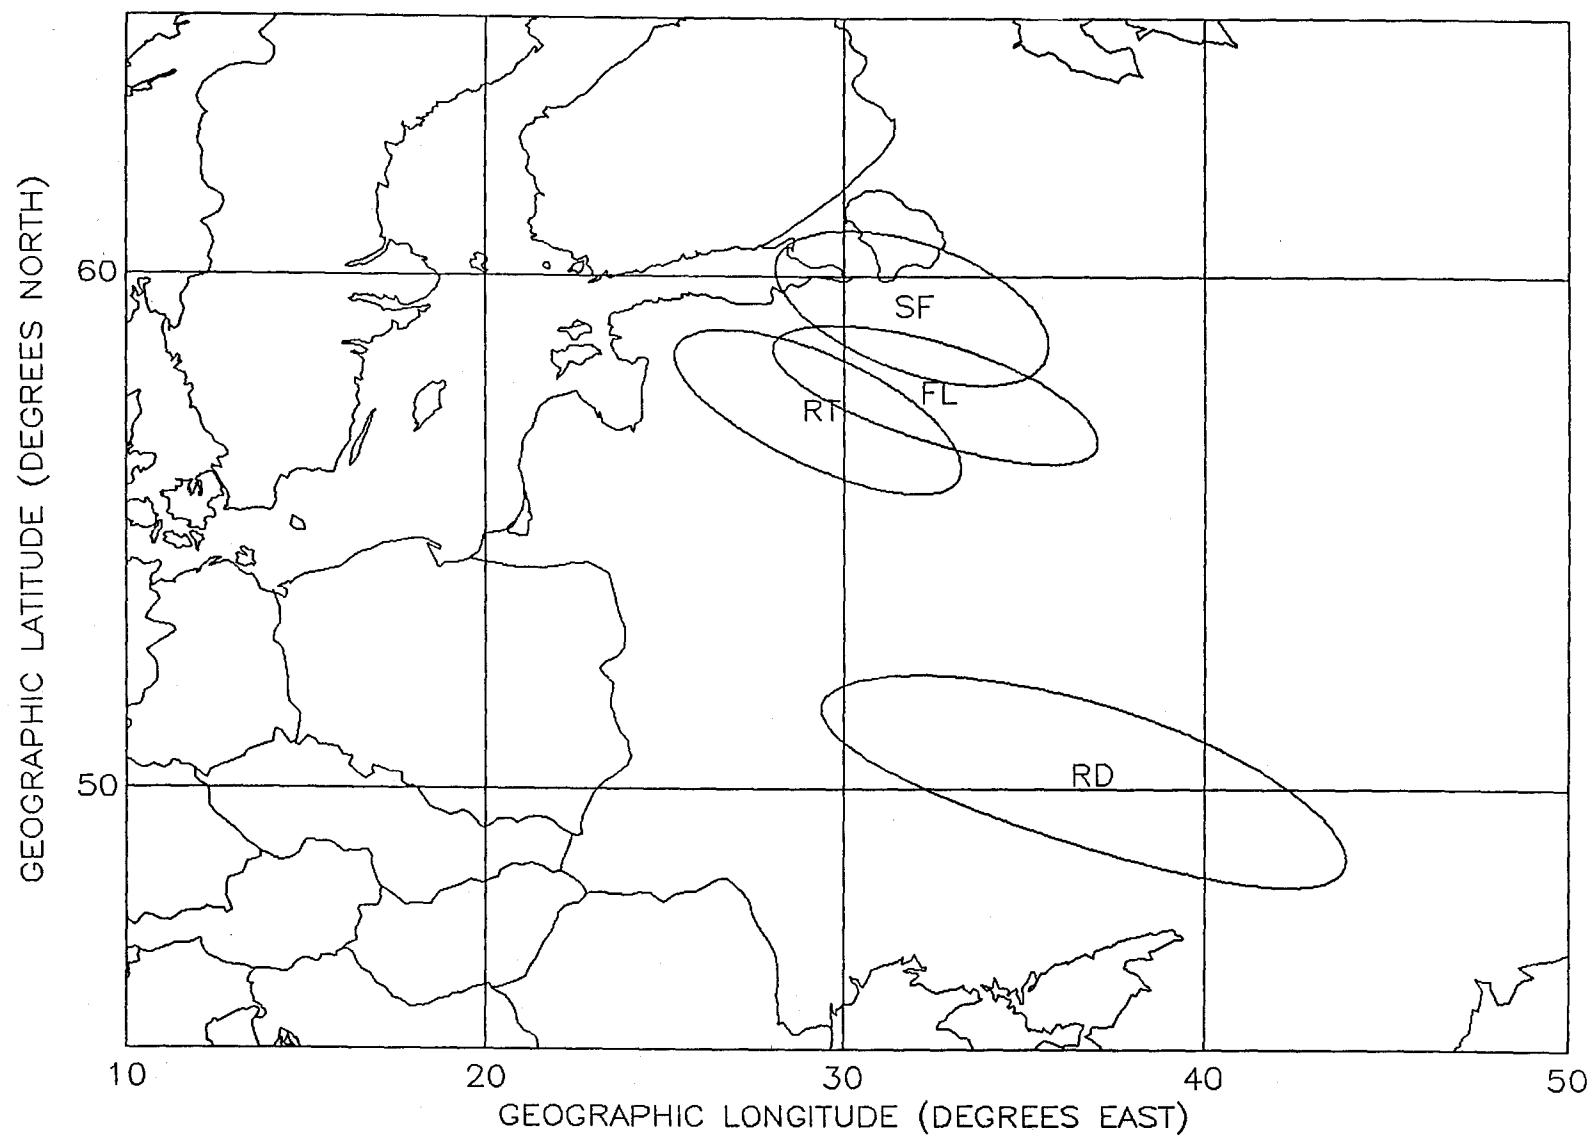 GEOGRAPHIC LATITUDE (DEGREES NORTH)
60
SF
FL
RT
50
RD
10 20 30 40 50
GEOGRAPHIC LONGITUDE (DEGREES EAST)